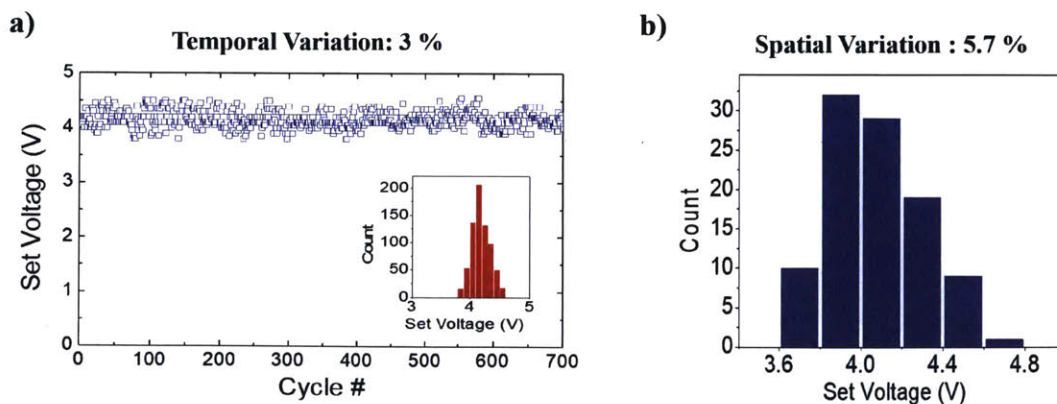 a)
Temporal Variation: 3 %
5
4
3
2
1
0
Set Voltage (V)
0 100 200 300 400 500 600 700
Cycle #
200
150
100
50
0
Count
3 4 5
Set Voltage (V)
b)
Spatial Variation : 5.7 %
30
25
20
15
10
5
0
Count
3.6 4.0 4.4 4.8
Set Voltage (V)